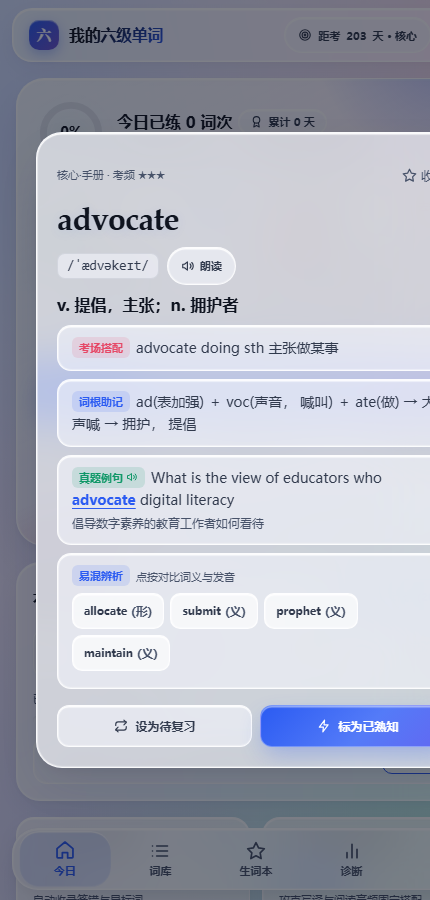 六 我的六级单词 距考 203 天 • 核心
今日已练 0 词次 累计 0 天
0%
核心·手册 · 考频 ★★★ 收
advocate
/ˈædvəkeɪt/ 朗读
v. 提倡，主张；n. 拥护者
考场搭配 advocate doing sth 主张做某事
词根助记 ad(表加强) + voc(声音， 喊叫) + ate(做) →
声喊 → 拥护， 提倡
真题例句 What is the view of educators who
advocate digital literacy
倡导数字素养的教育工作者如何看待
易混辨析 点按对比词义与发音
allocate (形) submit (义) prophet (义)
maintain (义)
设为待复习 标为已熟知
今日 词库 生词本 诊断